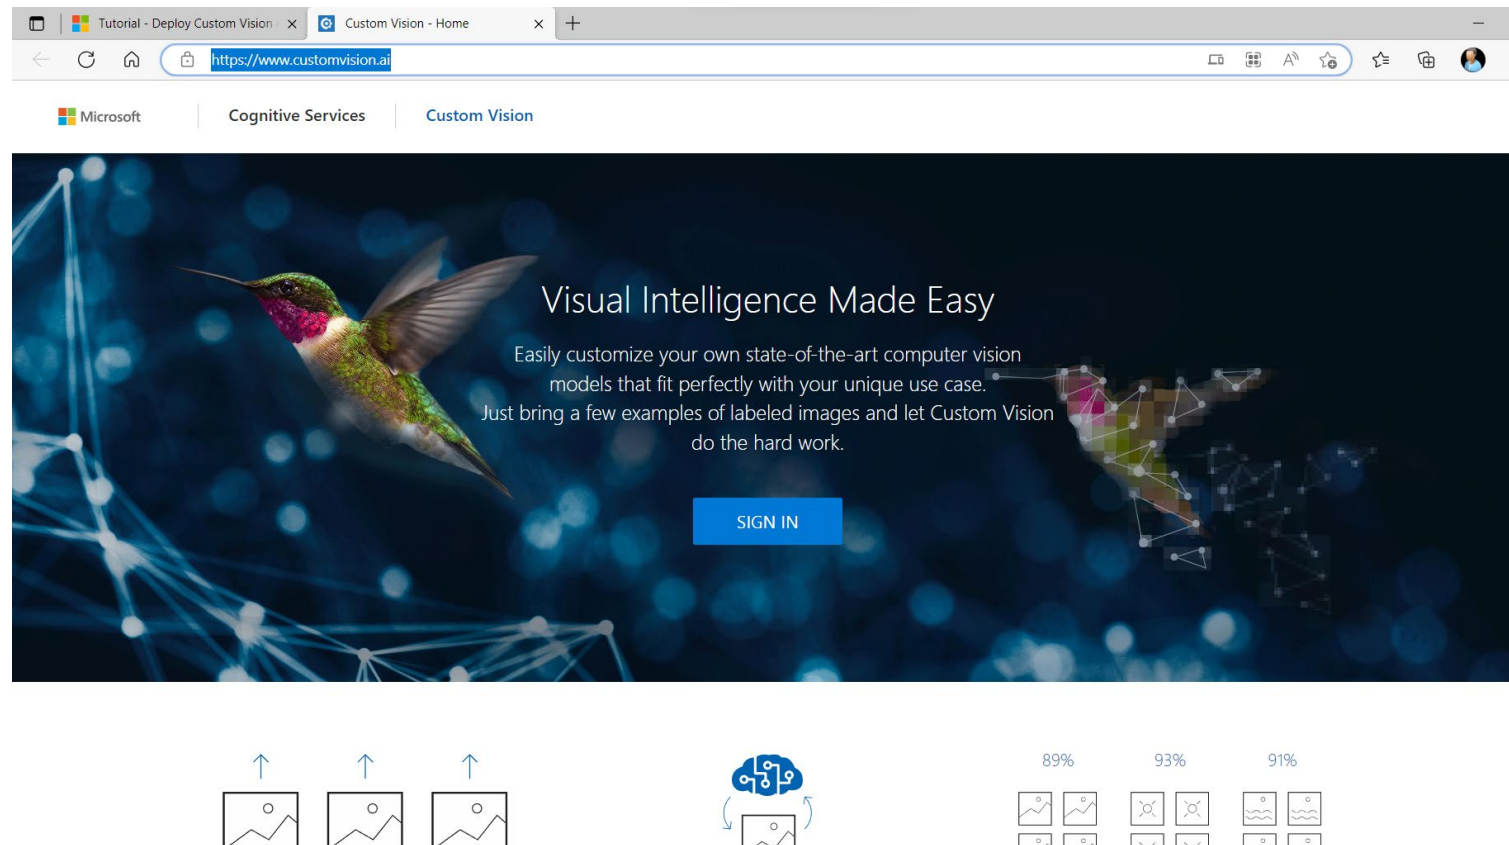 Tutorial - Deploy Custom Vision
Custom Vision - Home
https://www.customvision.ai
Microsoft
Cognitive Services
Custom Vision
Visual Intelligence Made Easy
Easily customize your own state-of-the-art computer vision
models that fit perfectly with your unique use case.
Just bring a few examples of labeled images and let Custom Vision
do the hard work.
SIGN IN
89%
93%
91%